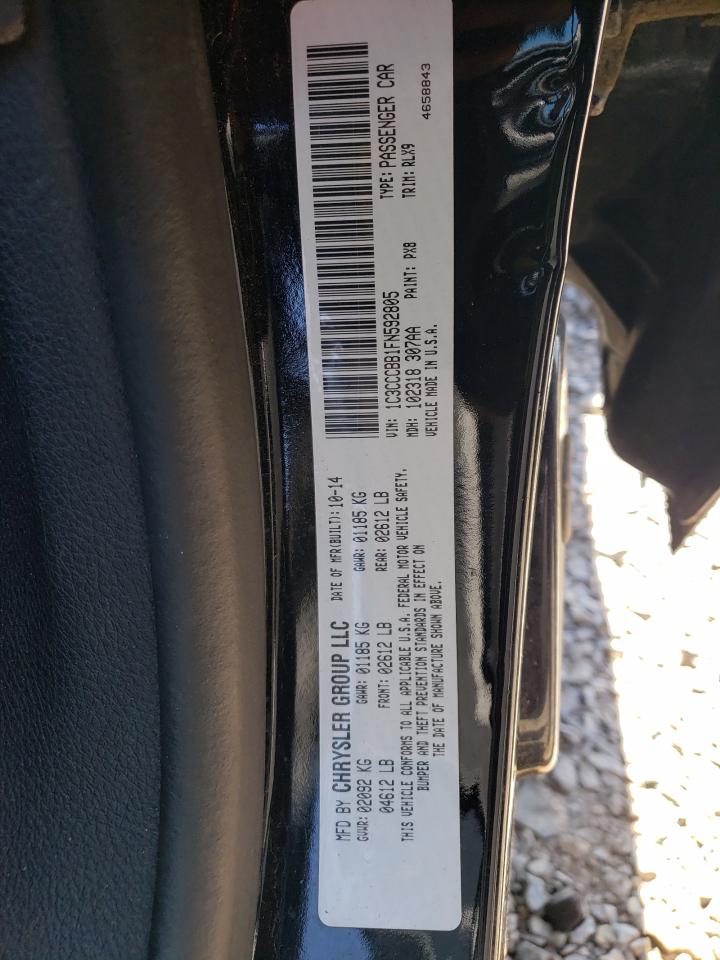 MFD BY CHRYSLER GROUP LLC DATE OF MFR(BUILT): 10-14
GVWR: 02092 KG GAWR: 01185 KG GAWR: 01185 KG
04612 LB FRONT: 02612 LB REAR: 02612 LB
THIS VEHICLE CONFORMS TO ALL APPLICABLE U.S.A. FEDERAL MOTOR VEHICLE SAFETY,
BUMPER AND THEFT PREVENTION STANDARDS IN EFFECT ON
THE DATE OF MANUFACTURE SHOWN ABOVE.
VIN: 1C3CCCBB1FN592805 TYPE: PASSENGER CAR
MDH: 102318 307AA PAINT: PX8 TRIM: RLX9
VEHICLE MADE IN U.S.A. 4658843